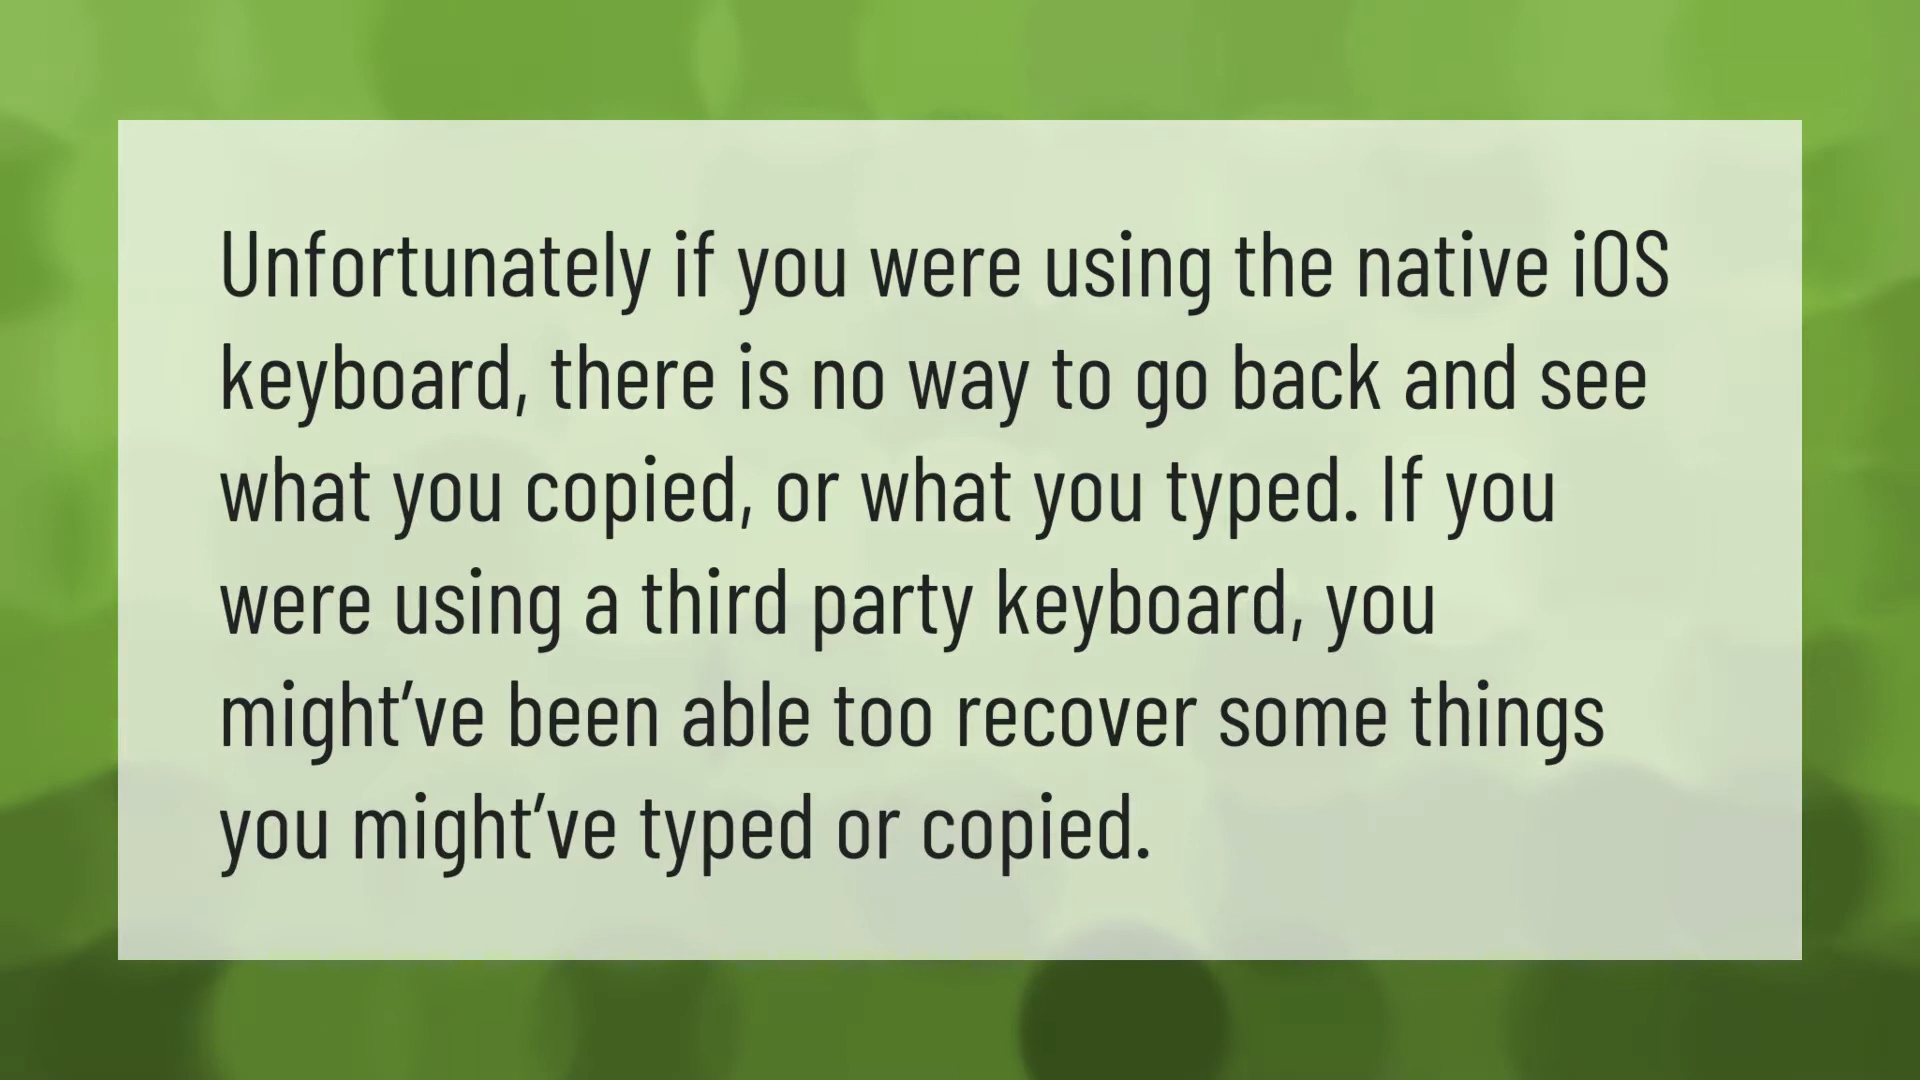 Unfortunately if you were using the native iOS
keyboard, there is no way to go back and see
what you copied, or what you typed. If you
were using a third party keyboard, you
might’ve been able too recover some things
you might’ve typed or copied.